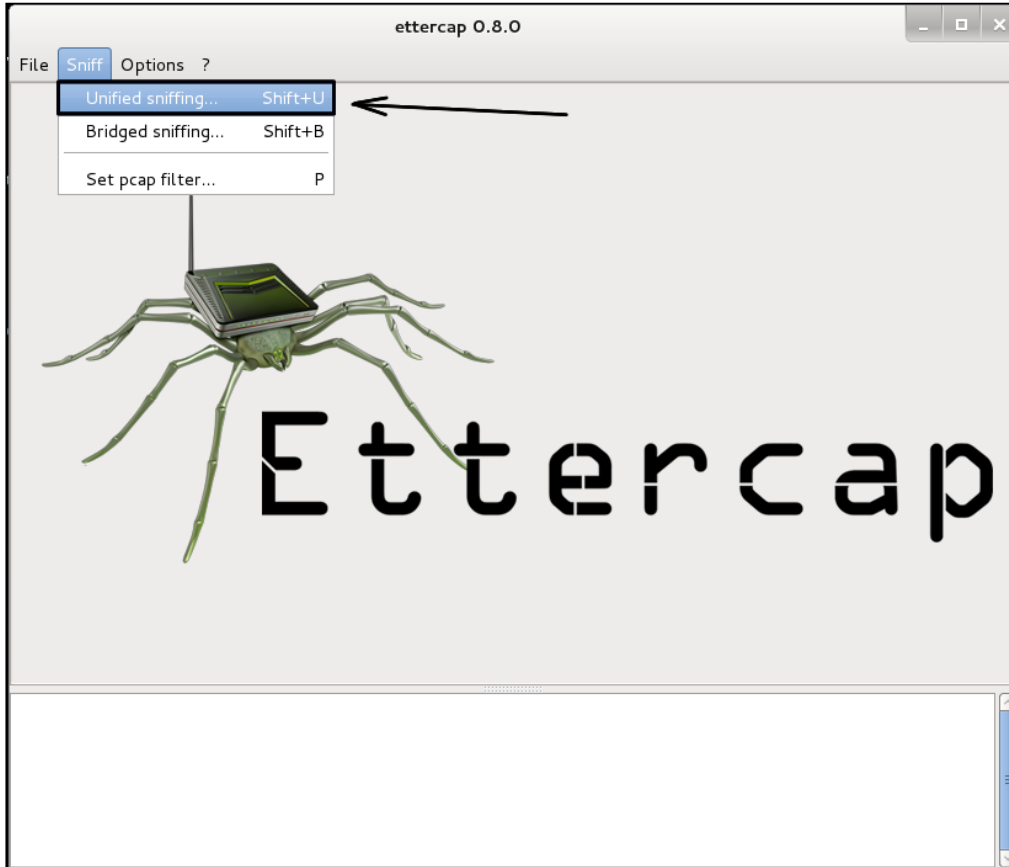 ettercap 0.8.0
File Sniff Options ?
Unified sniffing... Shift+U
Bridged sniffing... Shift+B
Set pcap filter... P
Ettercap